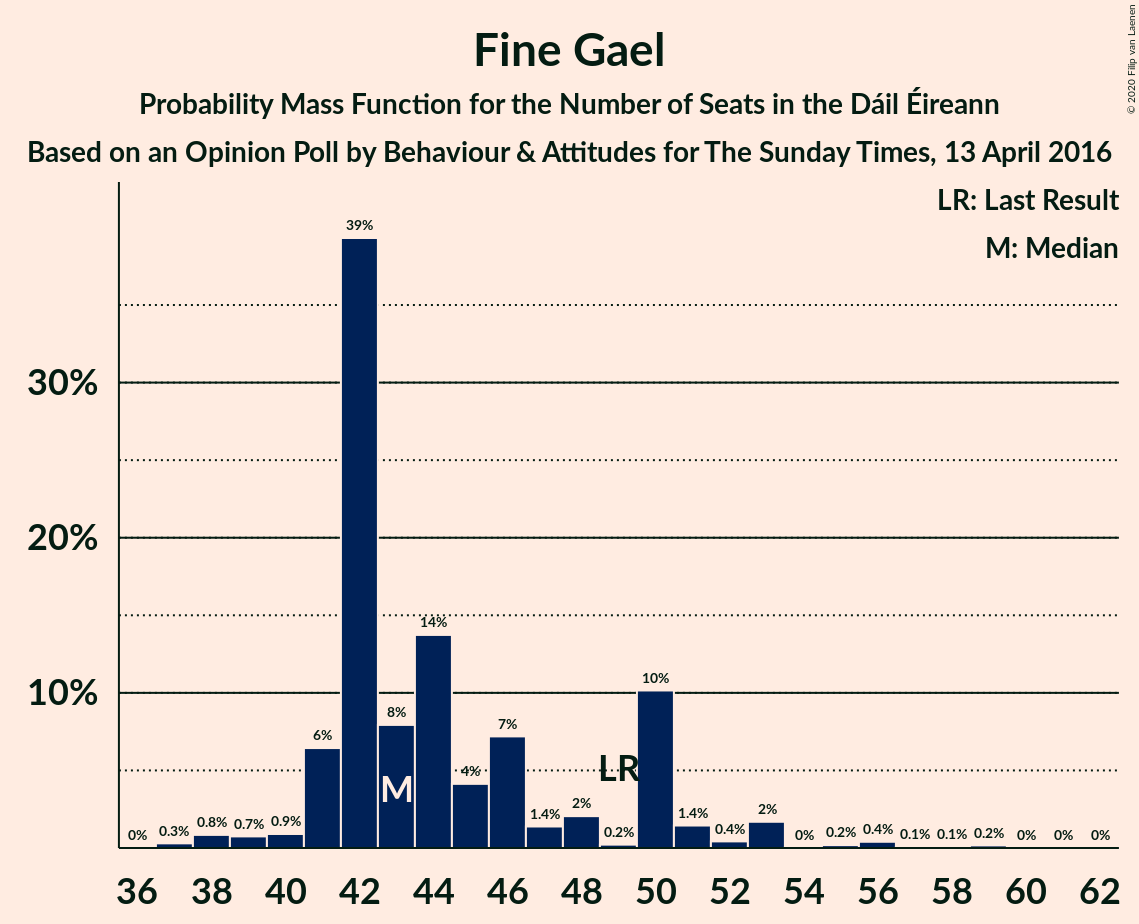 © 2020 Filip van Laenen
Fine Gael
Probability Mass Function for the Number of Seats in the Dáil Éireann
Based on an Opinion Poll by Behaviour & Attitudes for The Sunday Times, 13 April 2016
LR: Last Result
M: Median
30%
20%
10%
0% 0.3% 0.8% 0.7% 0.9% 6% 39% 8% 14% 4% 7% 1.4% 2% 0.2% 10% 1.4% 0.4% 2% 0% 0.2% 0.4% 0.1% 0.1% 0.2% 0% 0% 0%
M
LR
36 38 40 42 44 46 48 50 52 54 56 58 60 62